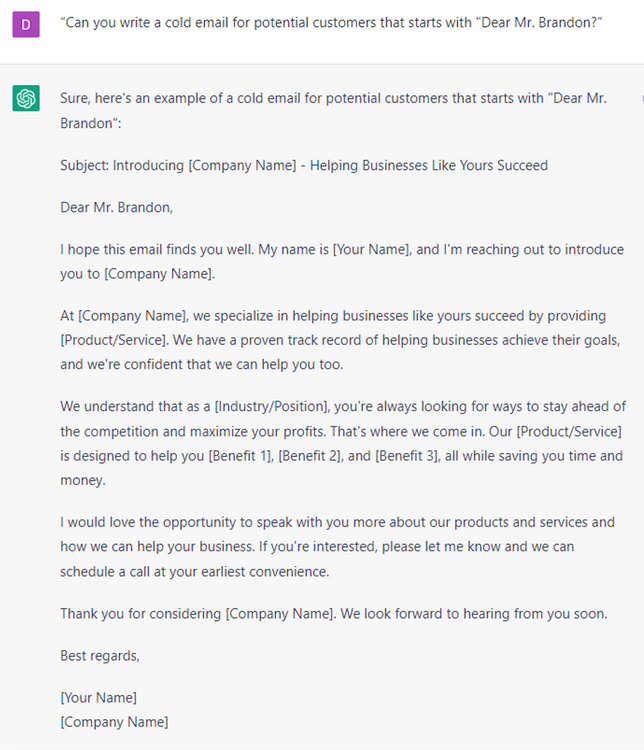 D
“Can you write a cold email for potential customers that starts with "Dear Mr. Brandon?”
Sure, here's an example of a cold email for potential customers that starts with "Dear Mr.
Brandon":
Subject: Introducing [Company Name] - Helping Businesses Like Yours Succeed
Dear Mr. Brandon,
I hope this email finds you well. My name is [Your Name], and I'm reaching out to introduce
you to [Company Name].
At [Company Name], we specialize in helping businesses like yours succeed by providing
[Product/Service]. We have a proven track record of helping businesses achieve their goals,
and we're confident that we can help you too.
We understand that as a [Industry/Position], you're always looking for ways to stay ahead of
the competition and maximize your profits. That's where we come in. Our [Product/Service]
is designed to help you [Benefit 1], [Benefit 2], and [Benefit 3], all while saving you time and
money.
I would love the opportunity to speak with you more about our products and services and
how we can help your business. If you're interested, please let me know and we can
schedule a call at your earliest convenience.
Thank you for considering [Company Name]. We look forward to hearing from you soon.
Best regards,
[Your Name]
[Company Name]